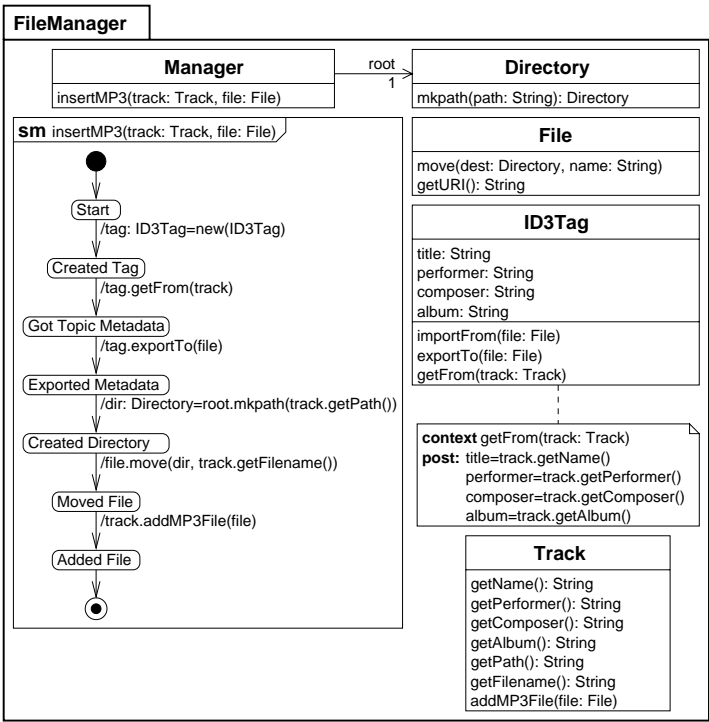 FileManager
Manager
insertMP3(track: Track, file: File)
root
1
Directory
mkpath(path: String): Directory
sm insertMP3(track: Track, file: File)
Start
/tag: ID3Tag=new(ID3Tag)
Created Tag
/tag.getFrom(track)
Got Topic Metadata
/tag.exportTo(file)
Exported Metadata
/dir: Directory=root.mkpath(track.getPath())
Created Directory
/file.move(dir, track.getFilename())
Moved File
/track.addMP3File(file)
Added File
File
move(dest: Directory, name: String)
getURI(): String
ID3Tag
title: String
performer: String
composer: String
album: String
importFrom(file: File)
exportTo(file: File)
getFrom(track: Track)
context getFrom(track: Track)
post: title=track.getName()
performer=track.getPerformer()
composer=track.getComposer()
album=track.getAlbum()
Track
getName(): String
getPerformer(): String
getComposer(): String
getAlbum(): String
getPath(): String
getFilename(): String
addMP3File(file: File)